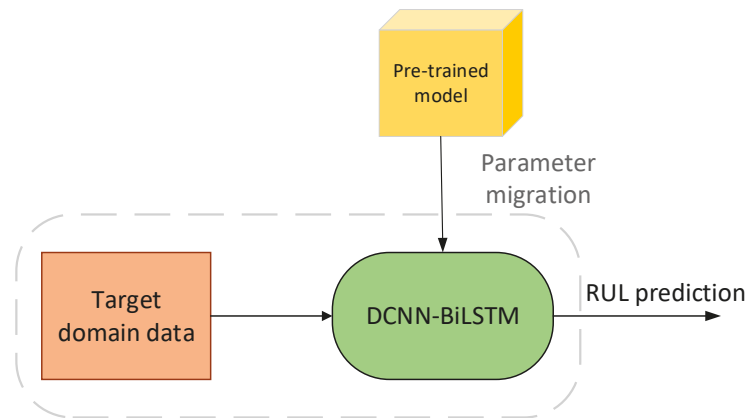 Pre-trained
model
Parameter
migration
Target
domain data
DCNN-BiLSTM
RUL prediction